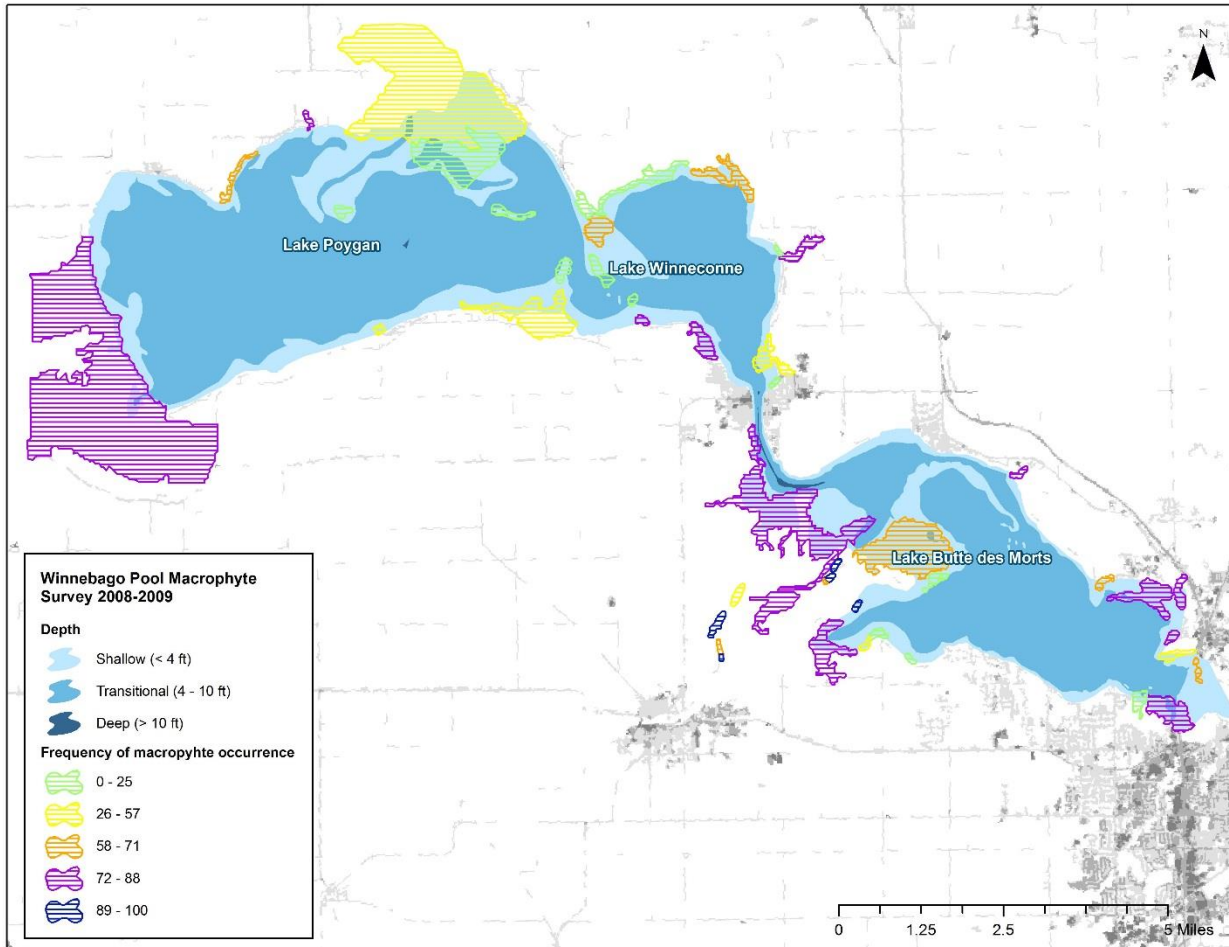 N
Lake Poygan
Lake Winneconne
Lake Butte des Morts
Winnebago Pool Macrophyte
Survey 2008-2009
Depth
Shallow (< 4 ft)
Transitional (4 - 10 ft)
Deep (> 10 ft)
Frequency of macropyhte occurrence
0 - 25
26 - 57
58 - 71
72 - 88
89 - 100
0 1.25 2.5 5 Miles